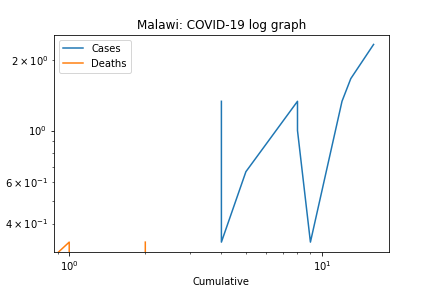 Malawi: COVID-19 log graph
Cases
Deaths
2 × 10⁰
10⁰
6 × 10⁻¹
4 × 10⁻¹
10⁰ 10¹
Cumulative